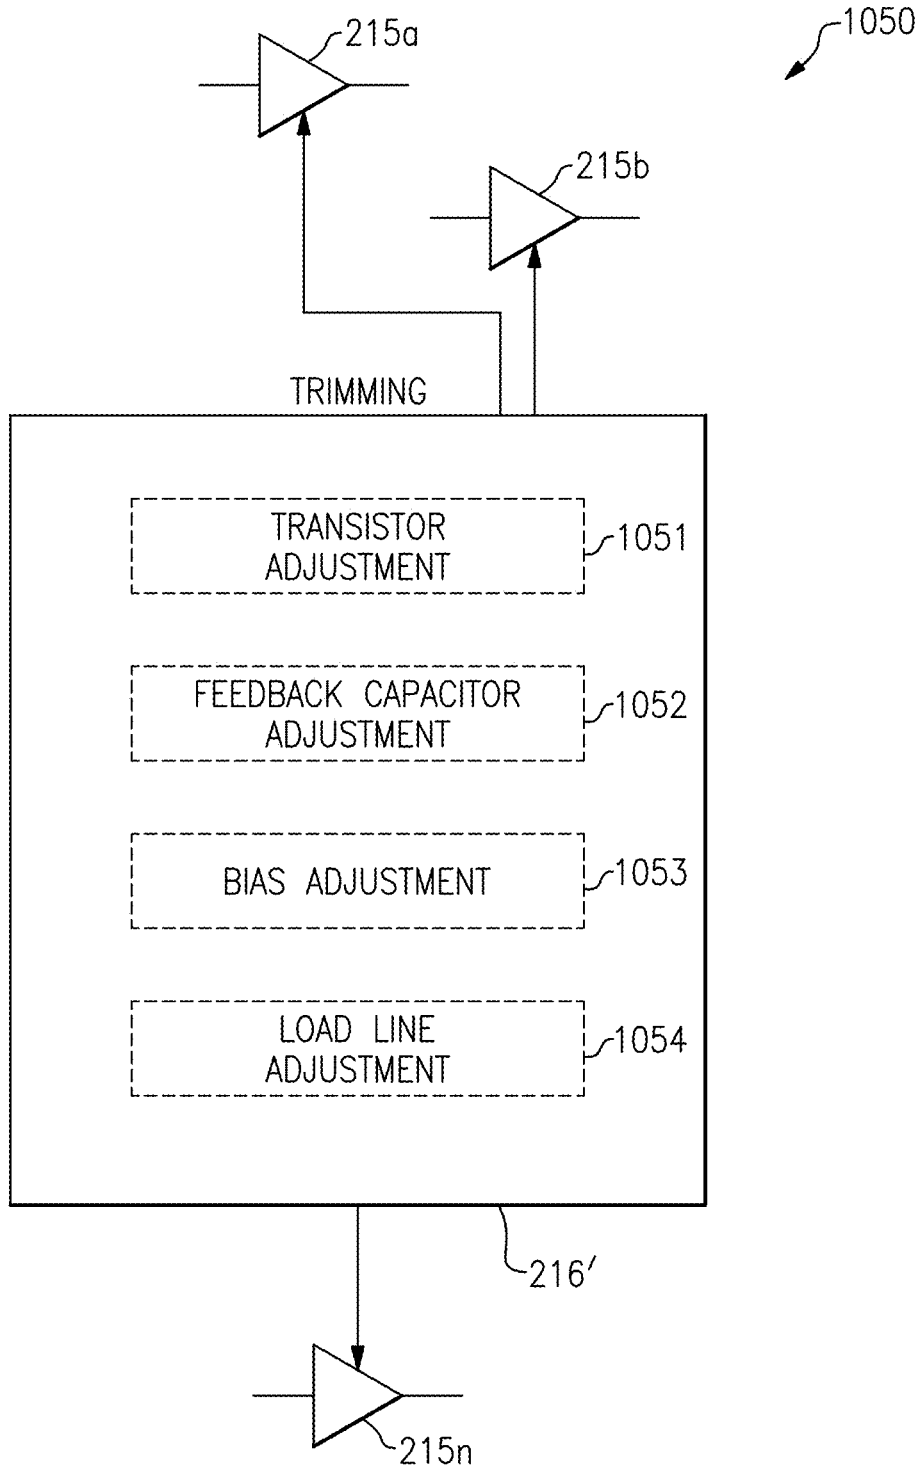 1050
215a
215b
TRIMMING
TRANSISTOR
ADJUSTMENT
1051
FEEDBACK CAPACITOR
ADJUSTMENT
1052
BIAS ADJUSTMENT
1053
LOAD LINE
ADJUSTMENT
1054
216′
215n